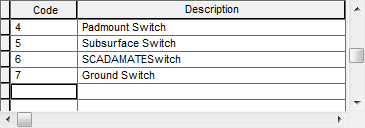 Code Description
4 Padmount Switch
5 Subsurface Switch
6 SCADAMATESwitch
7 Ground Switch